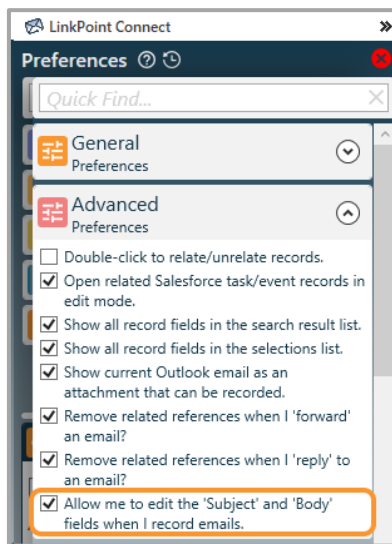 LinkPoint Connect
Preferences
Quick Find...
General
Preferences
Advanced
Preferences
Double-click to relate/unrelate records.
Open related Salesforce task/event records in
edit mode.
Show all record fields in the search result list.
Show all record fields in the selections list.
Show current Outlook email as an
attachment that can be recorded.
Remove related references when I 'forward'
an email?
Remove related references when I 'reply' to
an email?
Allow me to edit the 'Subject' and 'Body'
fields when I record emails.